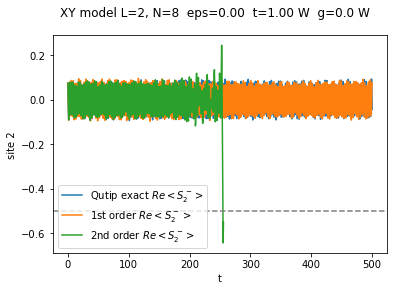 XY model L=2, N=8 eps=0.00 t=1.00 W g=0.0 W
0.2
0.0
−0.2
−0.4
−0.6
site 2
Qutip exact Re<S₂⁻>
1st order Re<S₂⁻>
2nd order Re<S₂⁻>
0 100 200 300 400 500
t